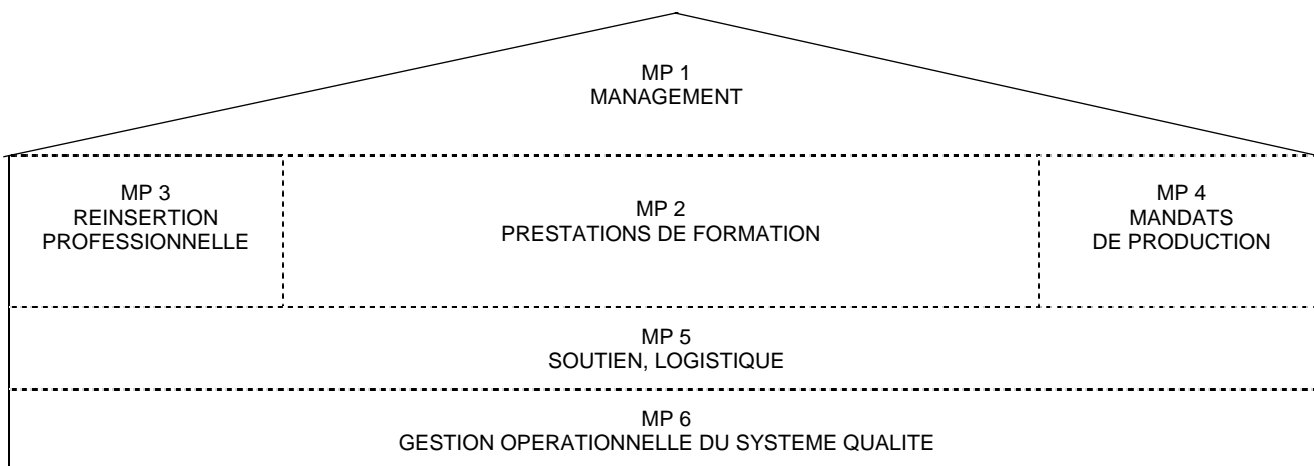 MP 1
MANAGEMENT
MP 3
REINSERTION
PROFESSIONNELLE
MP 2
PRESTATIONS DE FORMATION
MP 4
MANDATS
DE PRODUCTION
MP 5
SOUTIEN, LOGISTIQUE
MP 6
GESTION OPERATIONNELLE DU SYSTEME QUALITE